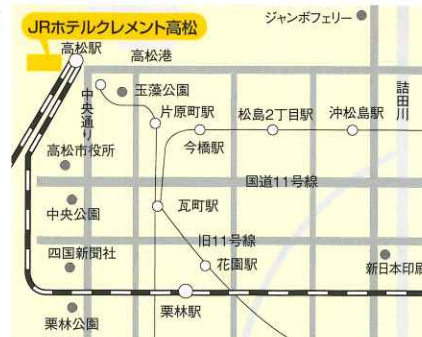 JRホテルクレメント高松
ジャンボフェリー
高松駅
高松港
玉藻公園
中央通り
片原町駅
松島2丁目駅
沖松島駅
詰田川
今橋駅
高松市役所
国道11号線
中央公園
瓦町駅
旧11号線
四国新聞社
花園駅
新日本印刷
栗林駅
栗林公園